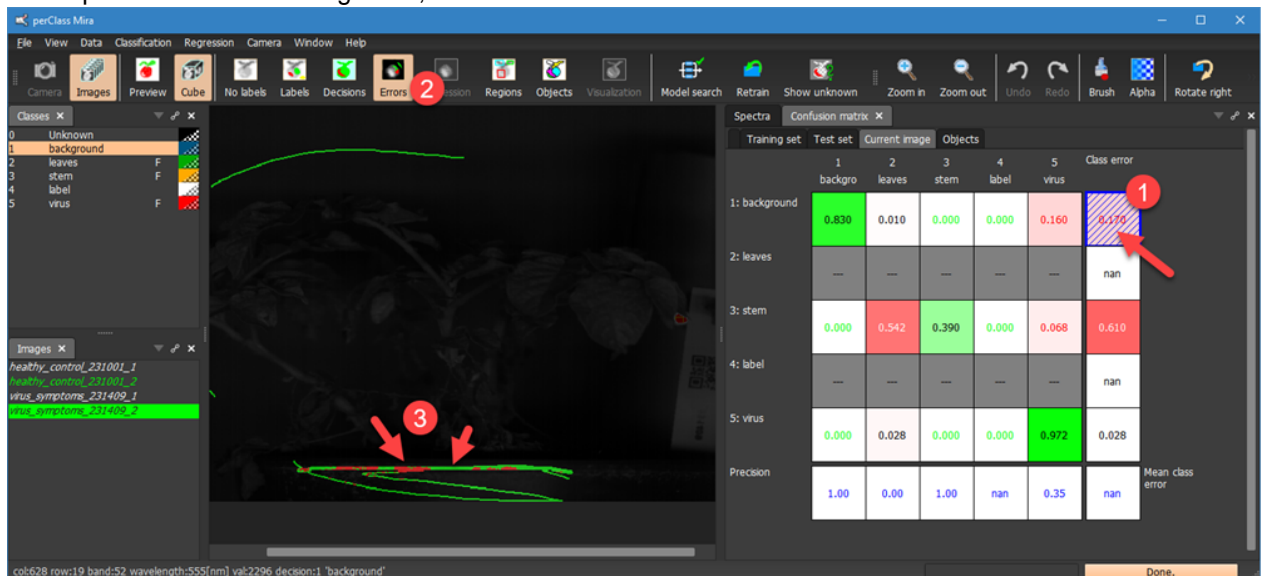 perClass Mira
File View Data Classification Regression Camera Window Help
Camera Images Preview Cube No labels Labels Decisions Errors Regions Objects Visualization Model search Retrain Show unknown Zoom in Zoom out Undo Redo Brush Alpha Rotate right
2
Classes
0 Unknown
1 background
2 leaves F
3 stem F
4 label
5 virus F
Images
healthy_control_231001_1
healthy_control_231001_2
virus_symptoms_231409_1
virus_symptoms_231409_2
3
Spectra Confusion matrix
Training set Test set Current image Objects
1 2 3 4 5 Class error
backgro leaves stem label virus
1
1: background
0.830 0.010 0.000 0.000 0.160 0.170
2: leaves
--- --- --- --- --- nan
3: stem
0.000 0.542 0.390 0.000 0.068 0.610
4: label
--- --- --- --- --- nan
5: virus
0.000 0.028 0.000 0.000 0.972 0.028
Precision Mean class
error
1.00 0.00 1.00 nan 0.35 nan
col:628 row:19 band:52 wavelength:555[nm] val:2296 decision:1 'background'
Done.